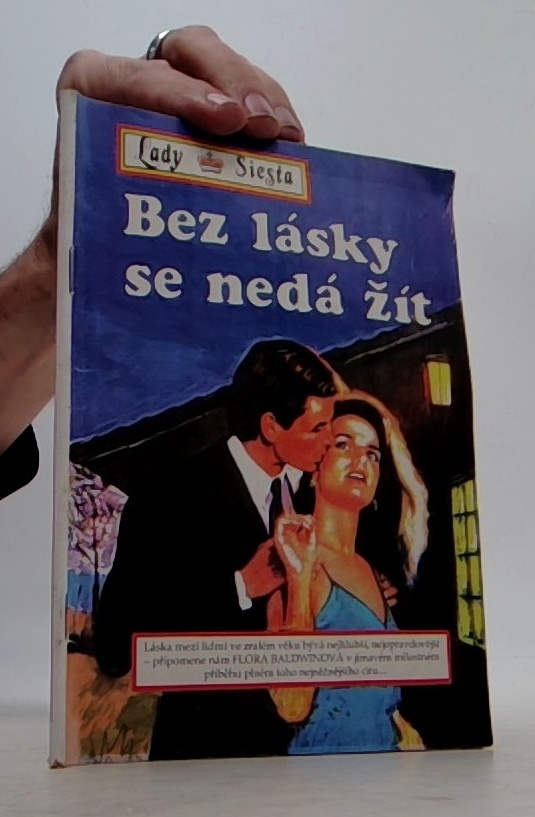 Lady Siesta
Bez lásky
se nedá žít
Láska mezi lidmi ve zralém věku bývá nejhlubší, nejopravdovější
– připomene nám FLORA BALDWINOVÁ v jímavém milostném
příběhu plném toho nejněžnějšího citu...